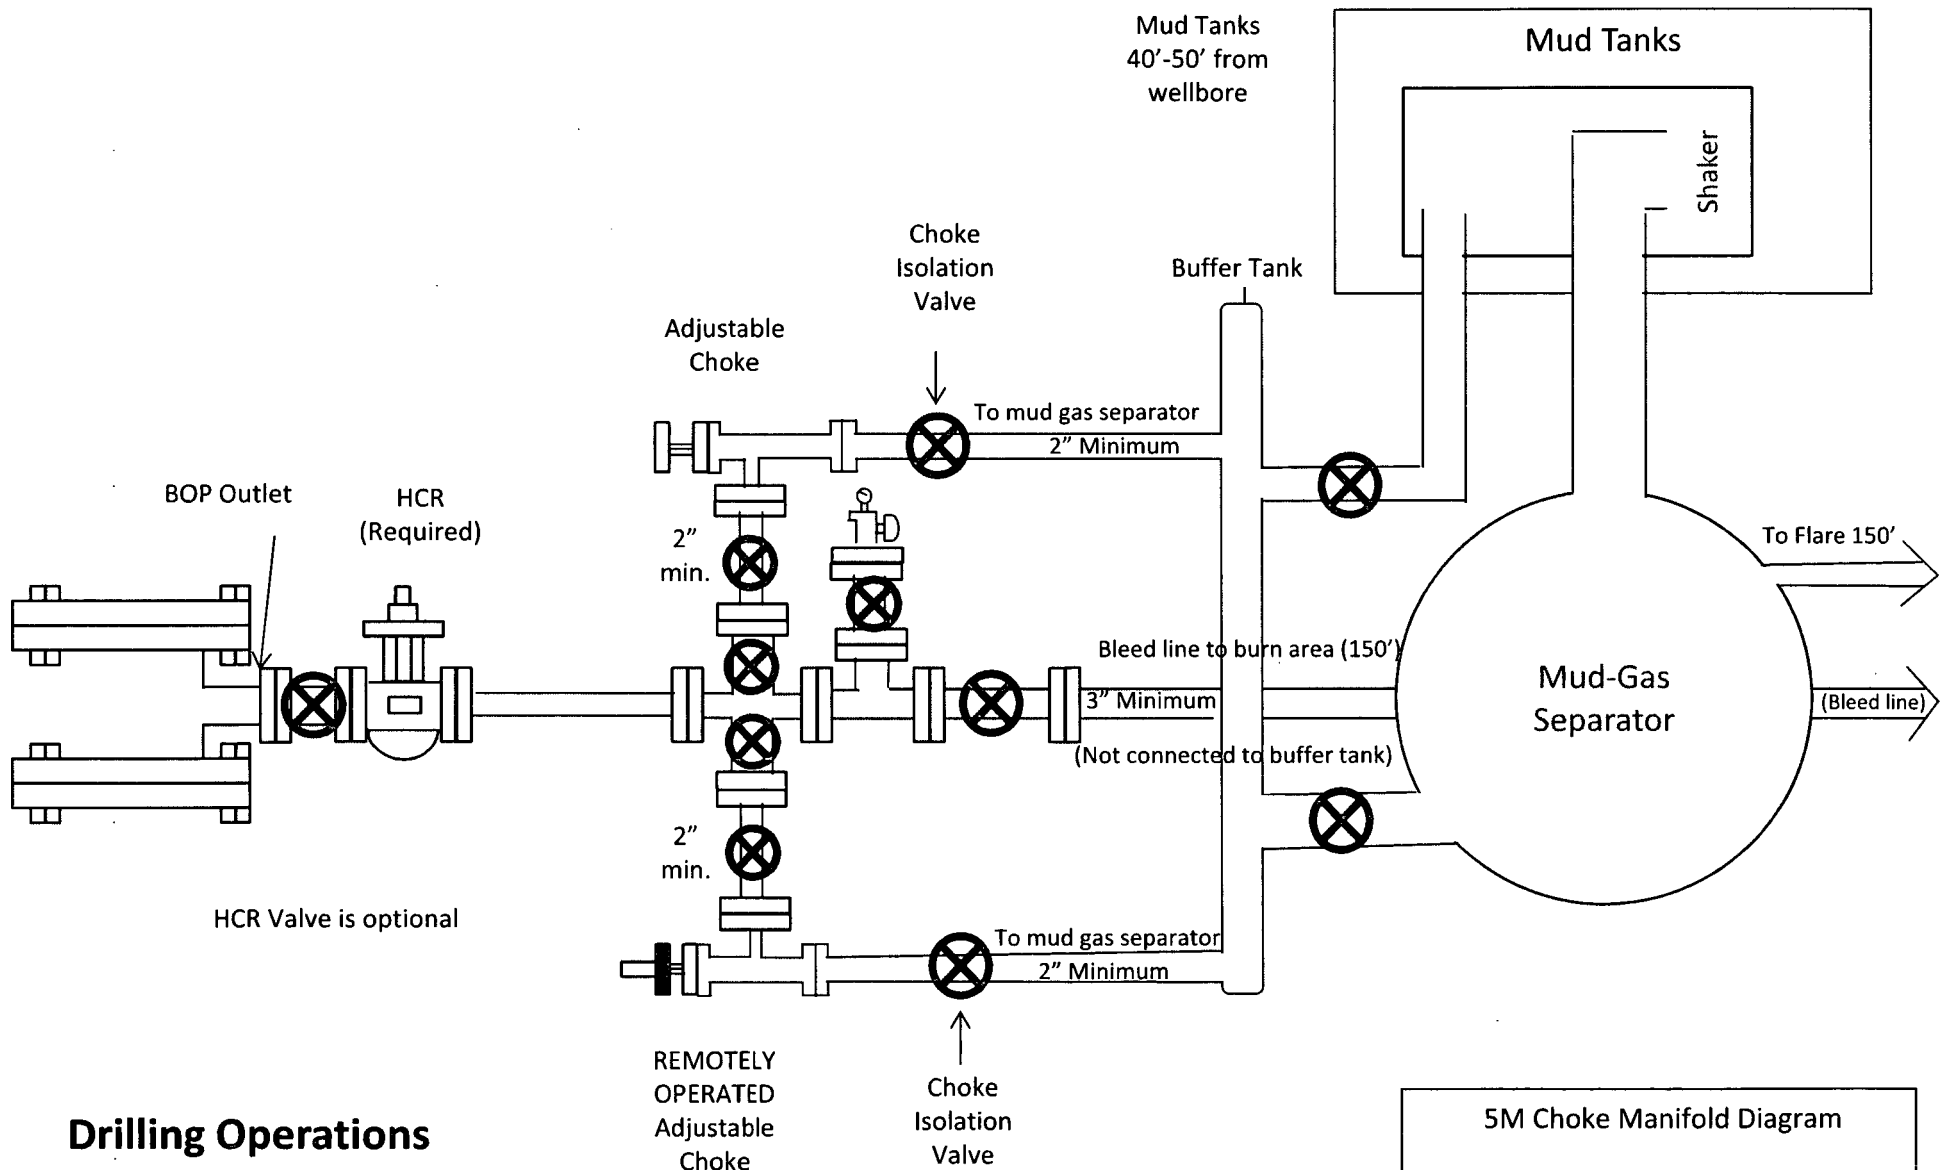 Mud Tanks
40'-50' from
wellbore
Mud Tanks
Shaker
Choke
Isolation
Valve
Buffer Tank
Adjustable
Choke
To mud gas separator
2" Minimum
BOP Outlet
HCR
(Required)
2"
min.
To Flare 150'
Bleed line to burn area (150')
3" Minimum
(Not connected to buffer tank)
Mud-Gas
Separator
(Bleed line)
2"
min.
HCR Valve is optional
To mud gas separator
2" Minimum
REMOTELY
OPERATED
Adjustable
Choke
Choke
Isolation
Valve
Drilling Operations
5M Choke Manifold Diagram